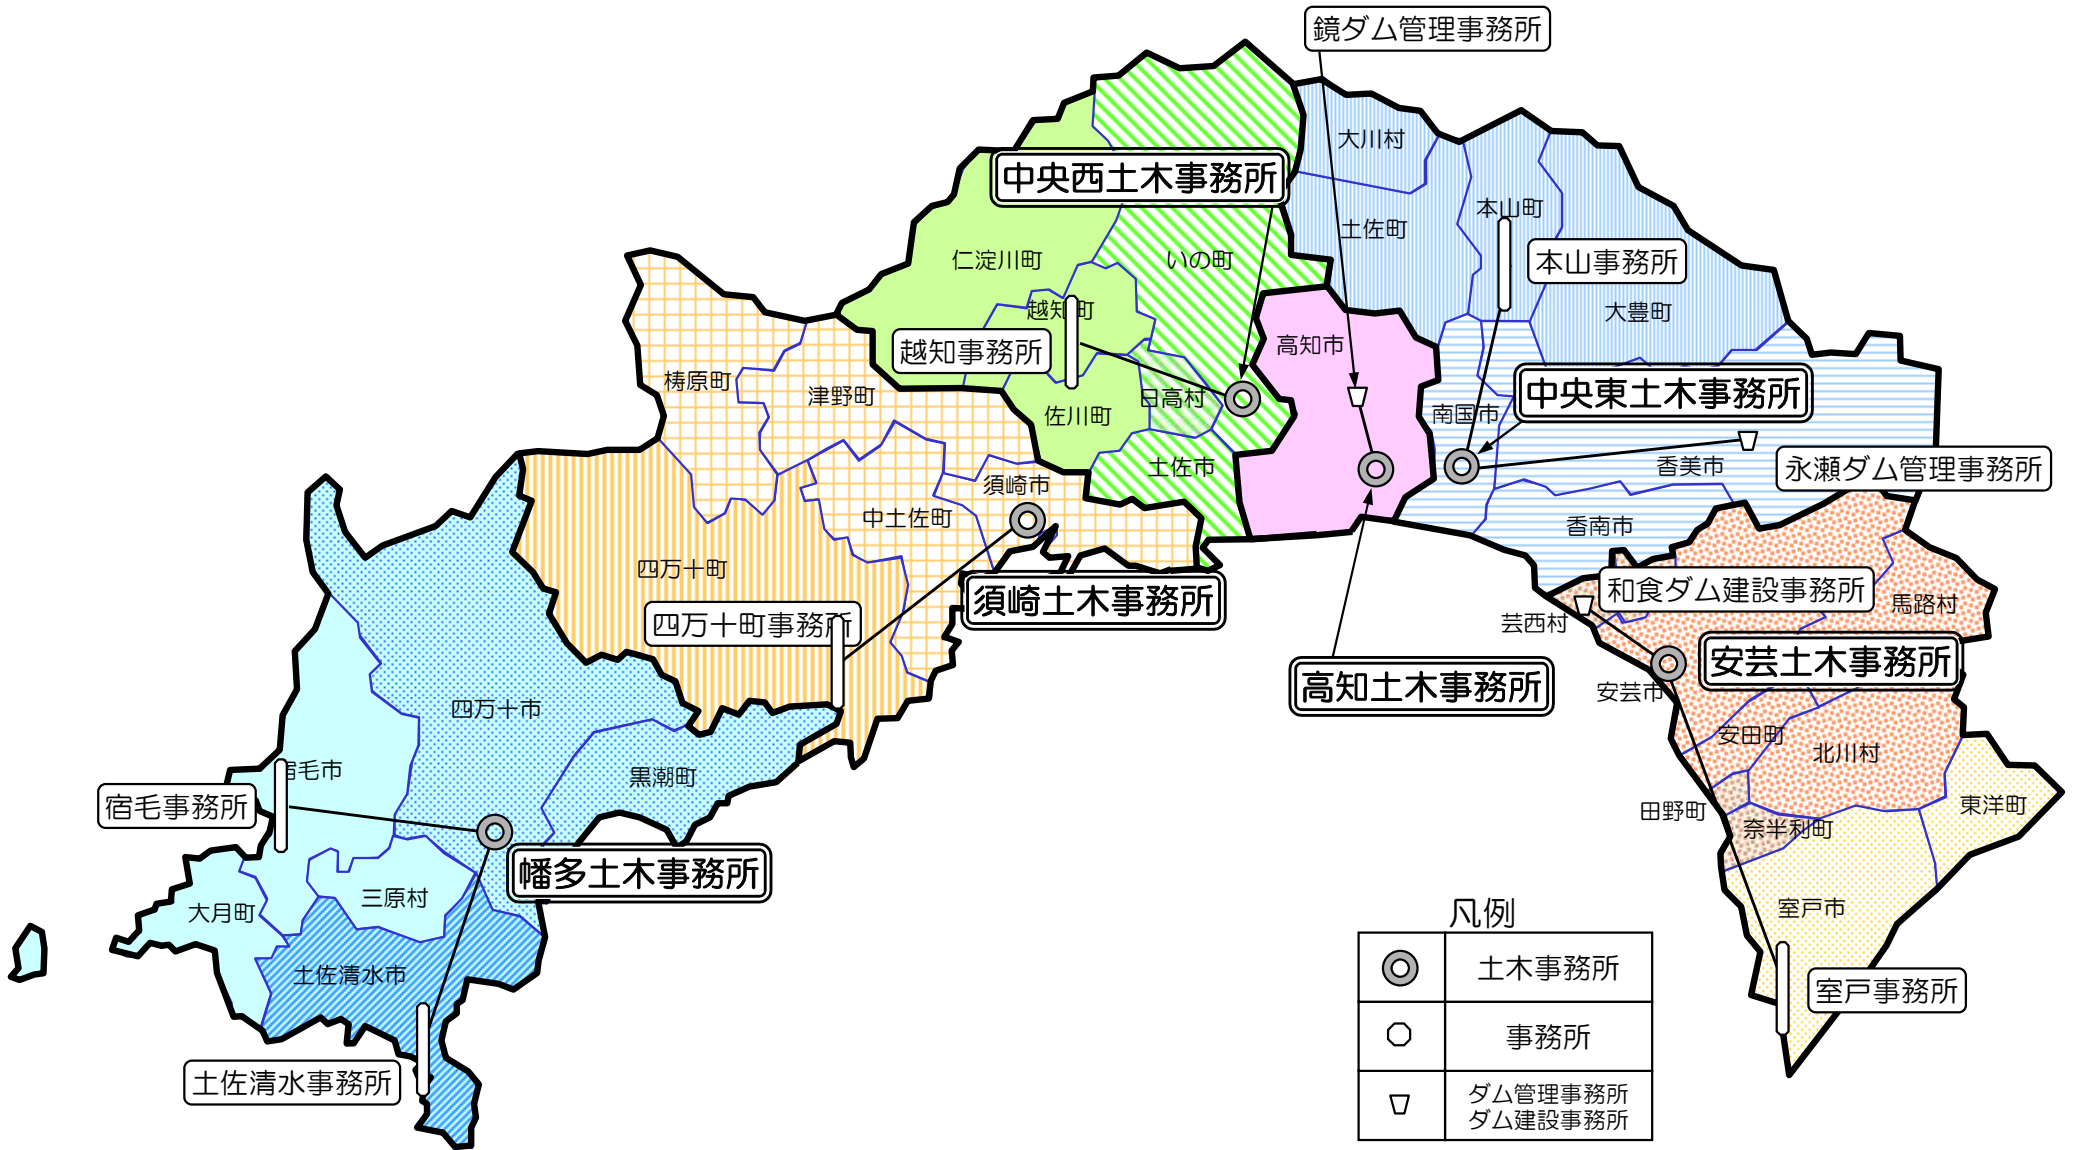 鏡ダム管理事務所
大川村
中央西土木事務所
本山町
土佐町
仁淀川町
いの町
本山事務所
越知町
大豊町
高知市
越知事務所
梼原町
津野町
日高村
中央東土木事務所
佐川町
南国市
土佐市
香美市
永瀬ダム管理事務所
須崎市
中土佐町
香南市
四万十町
和食ダム建設事務所
須崎土木事務所
馬路村
四万十町事務所
芸西村
安芸土木事務所
高知土木事務所
安芸市
四万十市
安田町
北川村
宿毛市
黒潮町
宿毛事務所
田野町
東洋町
奈半利町
幡多土木事務所
三原村
大月町
室戸市
凡例
土佐清水市
土木事務所
室戸事務所
事務所
土佐清水事務所
ダム管理事務所
ダム建設事務所